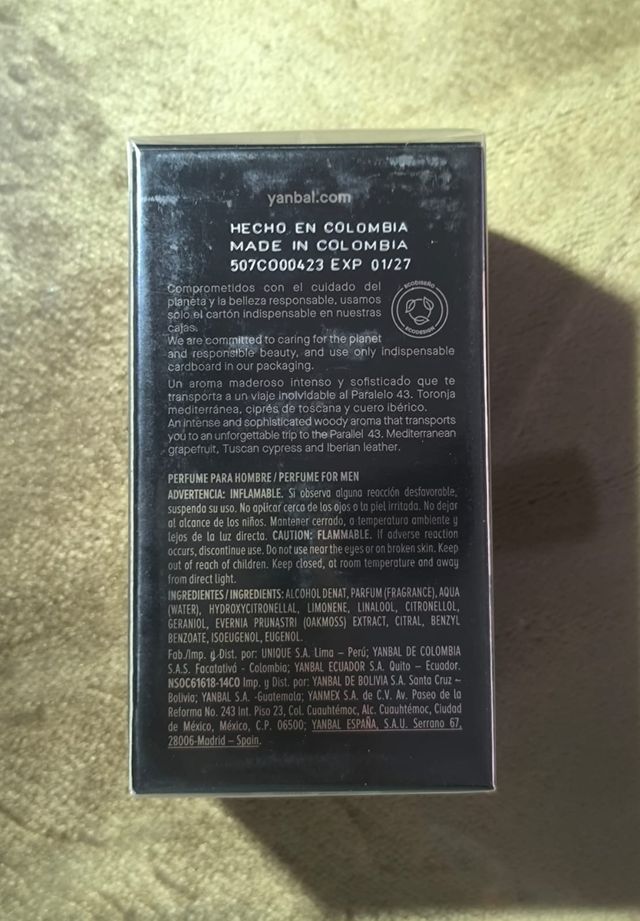 yanbal.com
HECHO EN COLOMBIA
MADE IN COLOMBIA
507C000423 EXP 01/27
Comprometidos con el cuidado del
planeta y la belleza responsable, usamos
sólo el cartón indispensable en nuestras
cajas.
We are committed to caring for the planet
and responsible beauty, and use only indispensable
cardboard in our packaging.
ECODISEÑO
ECODESIGN
Un aroma maderoso intenso y sofisticado que te
transporta a un viaje inolvidable al Paralelo 43. Toronja
mediterránea, ciprés de toscana y cuero ibérico.
An intense and sophisticated woody aroma that transports
you to an unforgettable trip to the Parallel 43. Mediterranean
grapefruit, Tuscan cypress and Iberian leather.
PERFUME PARA HOMBRE / PERFUME FOR MEN
ADVERTENCIA: INFLAMABLE. Si observa alguna reacción desfavorable,
suspenda su uso. No aplicar cerca de los ojos o la piel irritada. No dejar
al alcance de los niños. Mantener cerrado, a temperatura ambiente y
lejos de la luz directa. CAUTION: FLAMMABLE. If adverse reaction
occurs, discontinue use. Do not use near the eyes or on broken skin. Keep
out of reach of children. Keep closed, at room temperature and away
from direct light.
INGREDIENTES / INGREDIENTS: ALCOHOL DENAT, PARFUM (FRAGRANCE), AQUA
(WATER), HYDROXYCITRONELLAL, LIMONENE, LINALOOL, CITRONELLOL,
GERANIOL, EVERNIA PRUNASTRI (OAKMOSS) EXTRACT, CITRAL, BENZYL
BENZOATE, ISOEUGENOL, EUGENOL.
Fab./Imp. y Dist. por: UNIQUE S.A. Lima – Perú; YANBAL DE COLOMBIA
S.A.S. Facatativá - Colombia; YANBAL ECUADOR S.A. Quito – Ecuador.
NSOC61618-14CO Imp. y Dist. por: YANBAL DE BOLIVIA S.A. Santa Cruz –
Bolivia; YANBAL S.A. -Guatemala; YANMEX S.A. de C.V. Av. Paseo de la
Reforma No. 243 Int. Piso 23, Col. Cuauhtémoc, Alc. Cuauhtémoc, Ciudad
de México, México, C.P. 06500; YANBAL ESPAÑA, S.A.U. Serrano 67,
28006-Madrid – Spain.